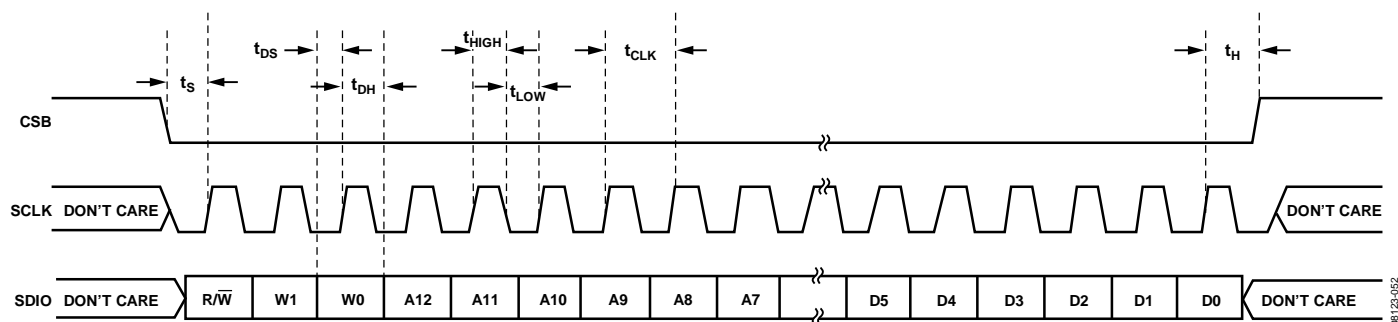 tDS
tHIGH
tCLK
tH
tS
tDH
tLOW
CSB
SCLK DON'T CARE
DON'T CARE
SDIO DON'T CARE
R/W̅ W1 W0 A12 A11 A10 A9 A8 A7 D5 D4 D3 D2 D1 D0
DON'T CARE
08123-052